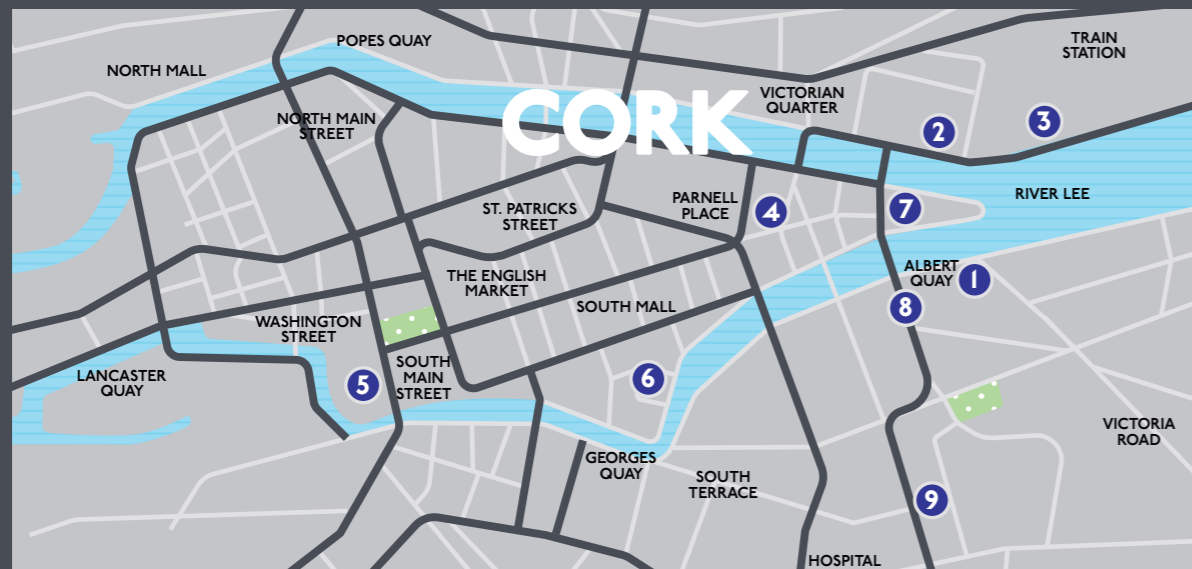 POPES QUAY
TRAIN
STATION
NORTH MALL
CORK
VICTORIAN
QUARTER
NORTH MAIN
STREET
2
3
RIVER LEE
PARNELL
PLACE
4
7
ST. PATRICKS
STREET
THE ENGLISH
MARKET
ALBERT
QUAY
1
SOUTH MALL
8
WASHINGTON
STREET
LANCASTER
QUAY
5
SOUTH
MAIN
STREET
6
VICTORIA
ROAD
GEORGES
QUAY
SOUTH
TERRACE
9
HOSPITAL